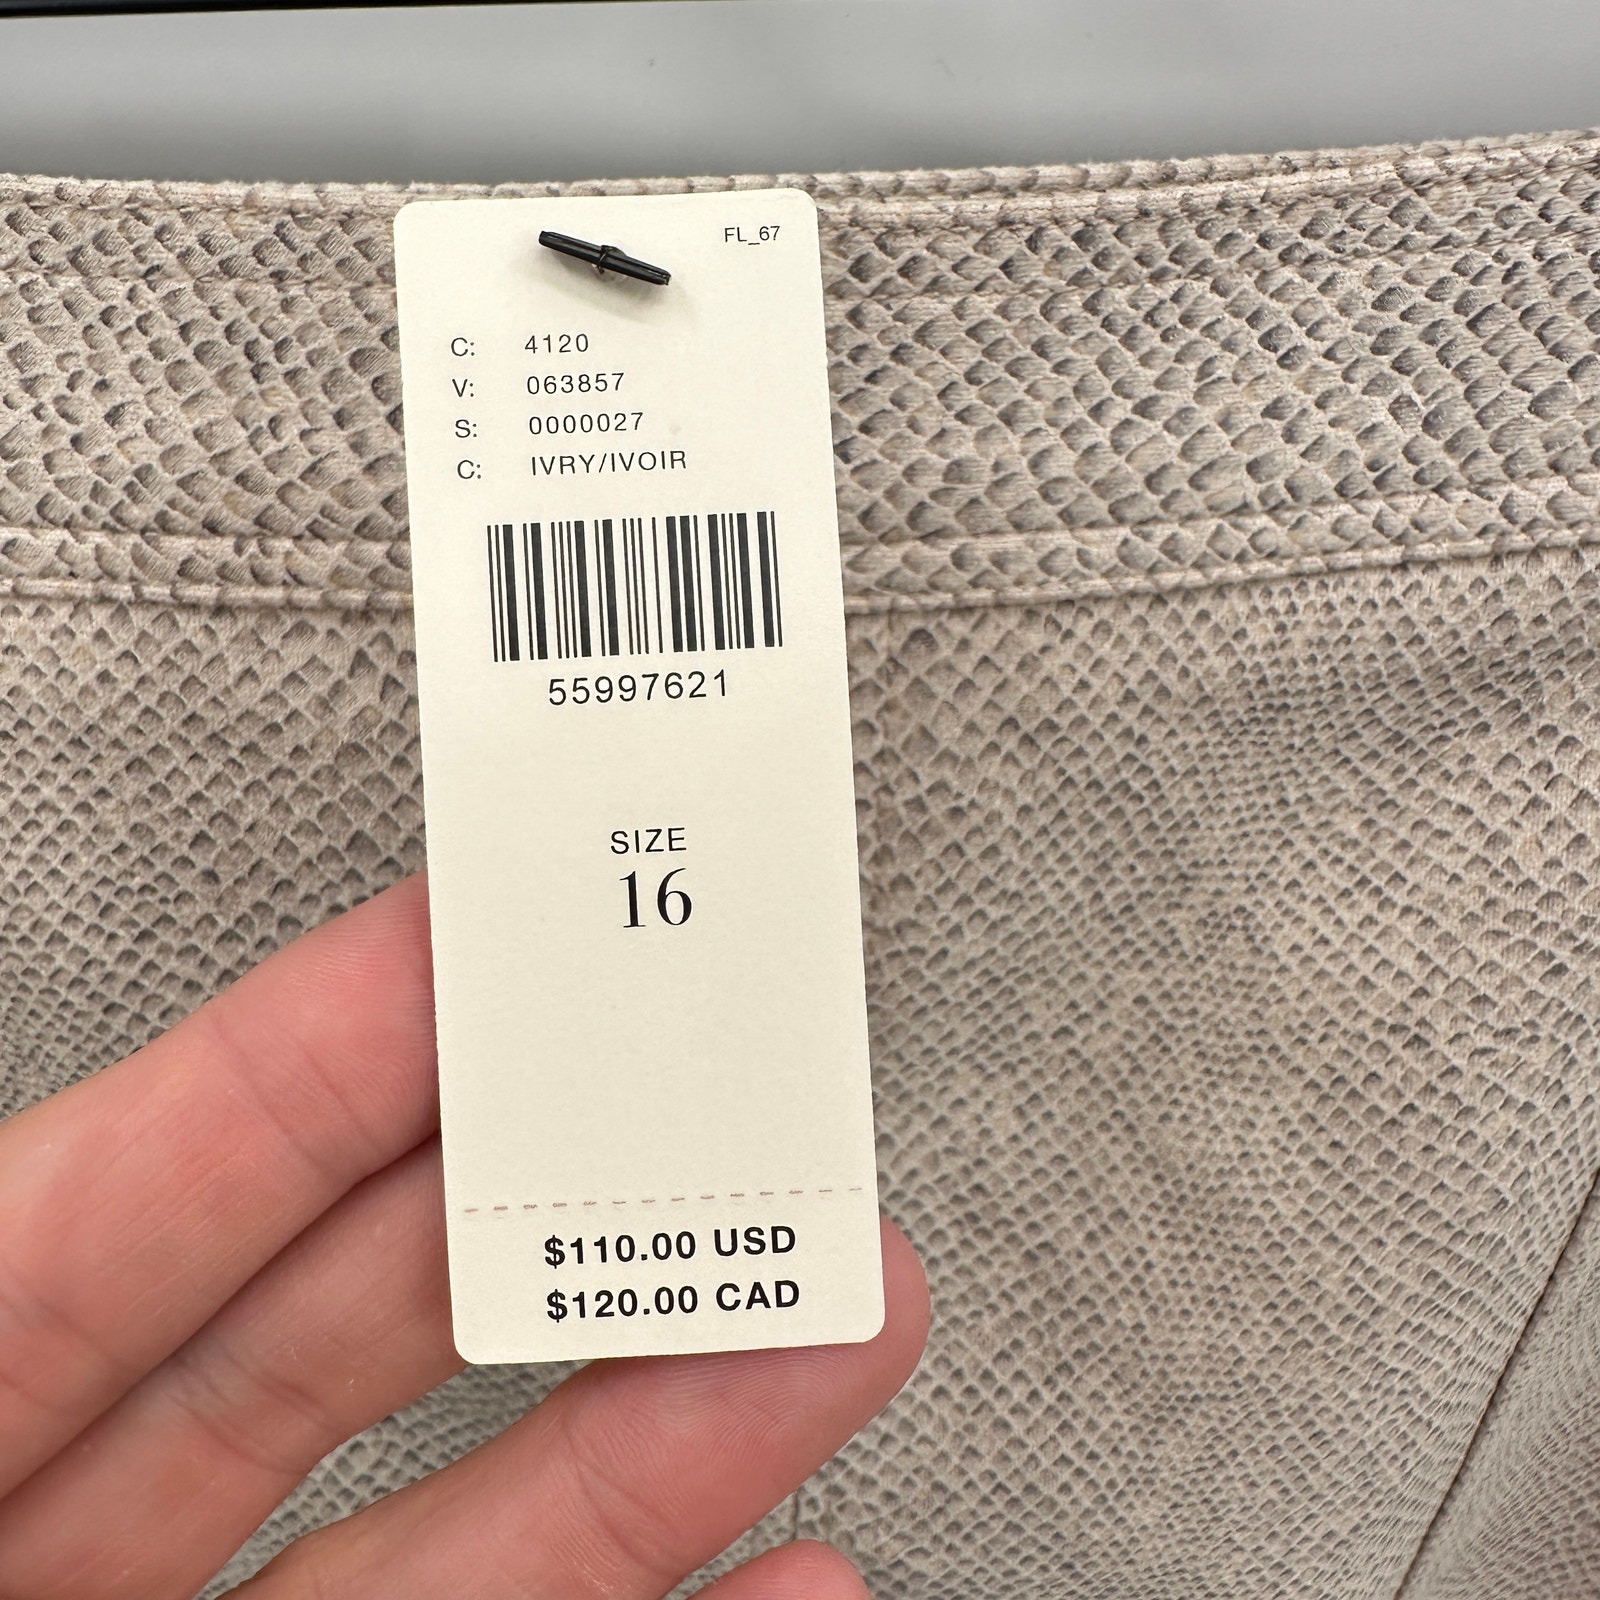 FL_67
C: 4120
V: 063857
S: 0000027
C: IVRY/IVOIR
55997621
SIZE
16
$110.00 USD
$120.00 CAD